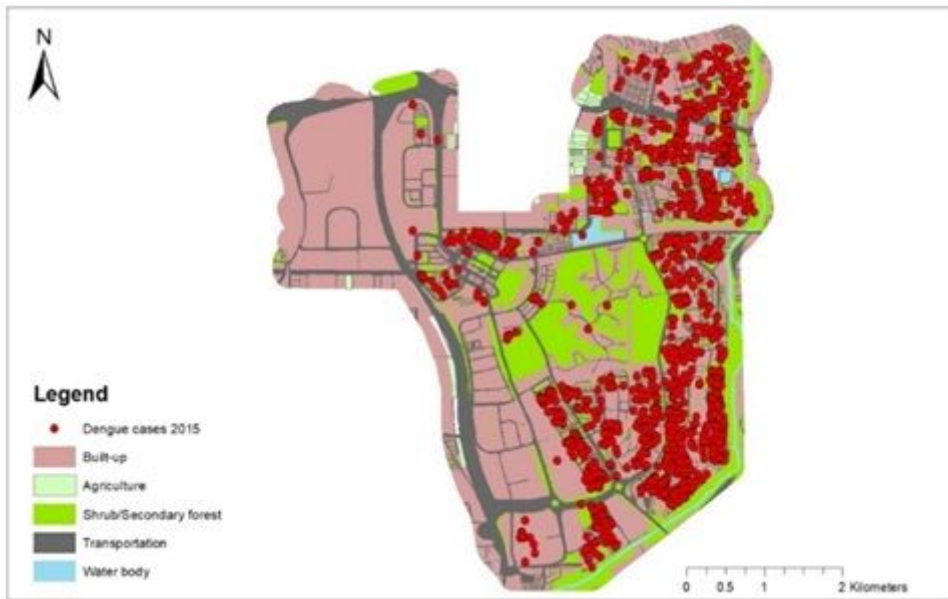 N
Legend
Dengue cases 2015
Built-up
Agriculture
Shrub/Secondary forest
Transportation
Water body
0 0.5 1 2 Kilometers